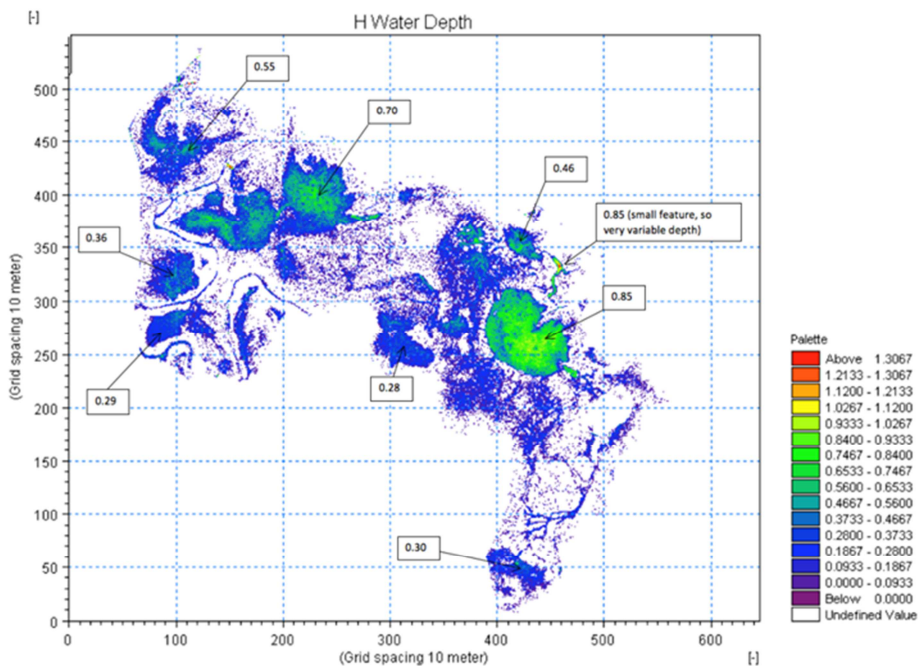 [-]
H Water Depth
0.55
0.70
0.46
0.85 (small feature, so
very variable depth)
0.36
0.85
0.29
0.28
0.30
(Grid spacing 10 meter)
500
450
400
350
300
250
200
150
100
50
0
0 100 200 300 400 500 600
(Grid spacing 10 meter)
[-]
Palette
Above 1.3067
1.2133 - 1.3067
1.1200 - 1.2133
1.0267 - 1.1200
0.9333 - 1.0267
0.8400 - 0.9333
0.7467 - 0.8400
0.6533 - 0.7467
0.5600 - 0.6533
0.4667 - 0.5600
0.3733 - 0.4667
0.2800 - 0.3733
0.1867 - 0.2800
0.0933 - 0.1867
0.0000 - 0.0933
Below 0.0000
Undefined Value